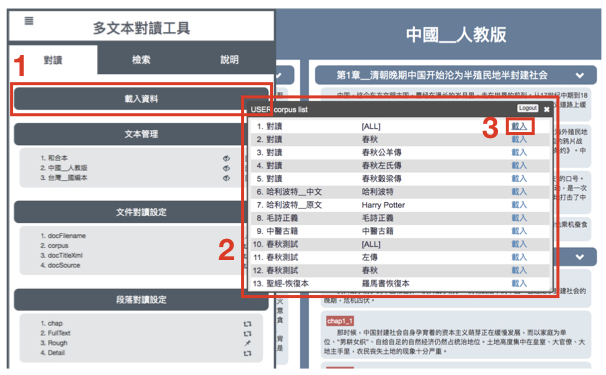 多文本對讀工具
1
對讀 檢索 說明
載入資料
文本管理
1. 和合本
2. 中國__人教版
3. 台灣__國編本
文件對讀設定
1. docFilename
2. corpus
3. docTitleXml
4. docSource
段落對讀設定
1. chap
2. FullText
3. Rough
4. Detail
2
USER corpus list Logout ×
3
1. 對讀 [ALL] 載入
2. 對讀 春秋 載入
3. 對讀 春秋公羊傳 載入
4. 對讀 春秋左氏傳 載入
5. 對讀 春秋穀梁傳 載入
6. 哈利波特__中文 哈利波特 載入
7. 哈利波特__原文 Harry Potter 載入
8. 毛詩正義 毛詩正義 載入
9. 中醫古籍 中醫古籍 載入
10. 春秋測試 [ALL] 載入
11. 春秋測試 左傳 載入
12. 春秋測試 春秋 載入
13. 聖經-恢復本 羅馬書恢復本 載入
中國__人教版
第1章__清朝晚期中国开始沦为半殖民地半封建社会
晚期，危机四伏。
chap1_1
那时候，中国封建社会自身孕育着的资本主义萌芽正在缓慢发展，而以家庭为单
位、“男耕女织”、自给自足的自然经济仍然占统治地位。土地高度集中在皇室、大官僚、大
地主手里，农民丧失土地的现象十分严重。